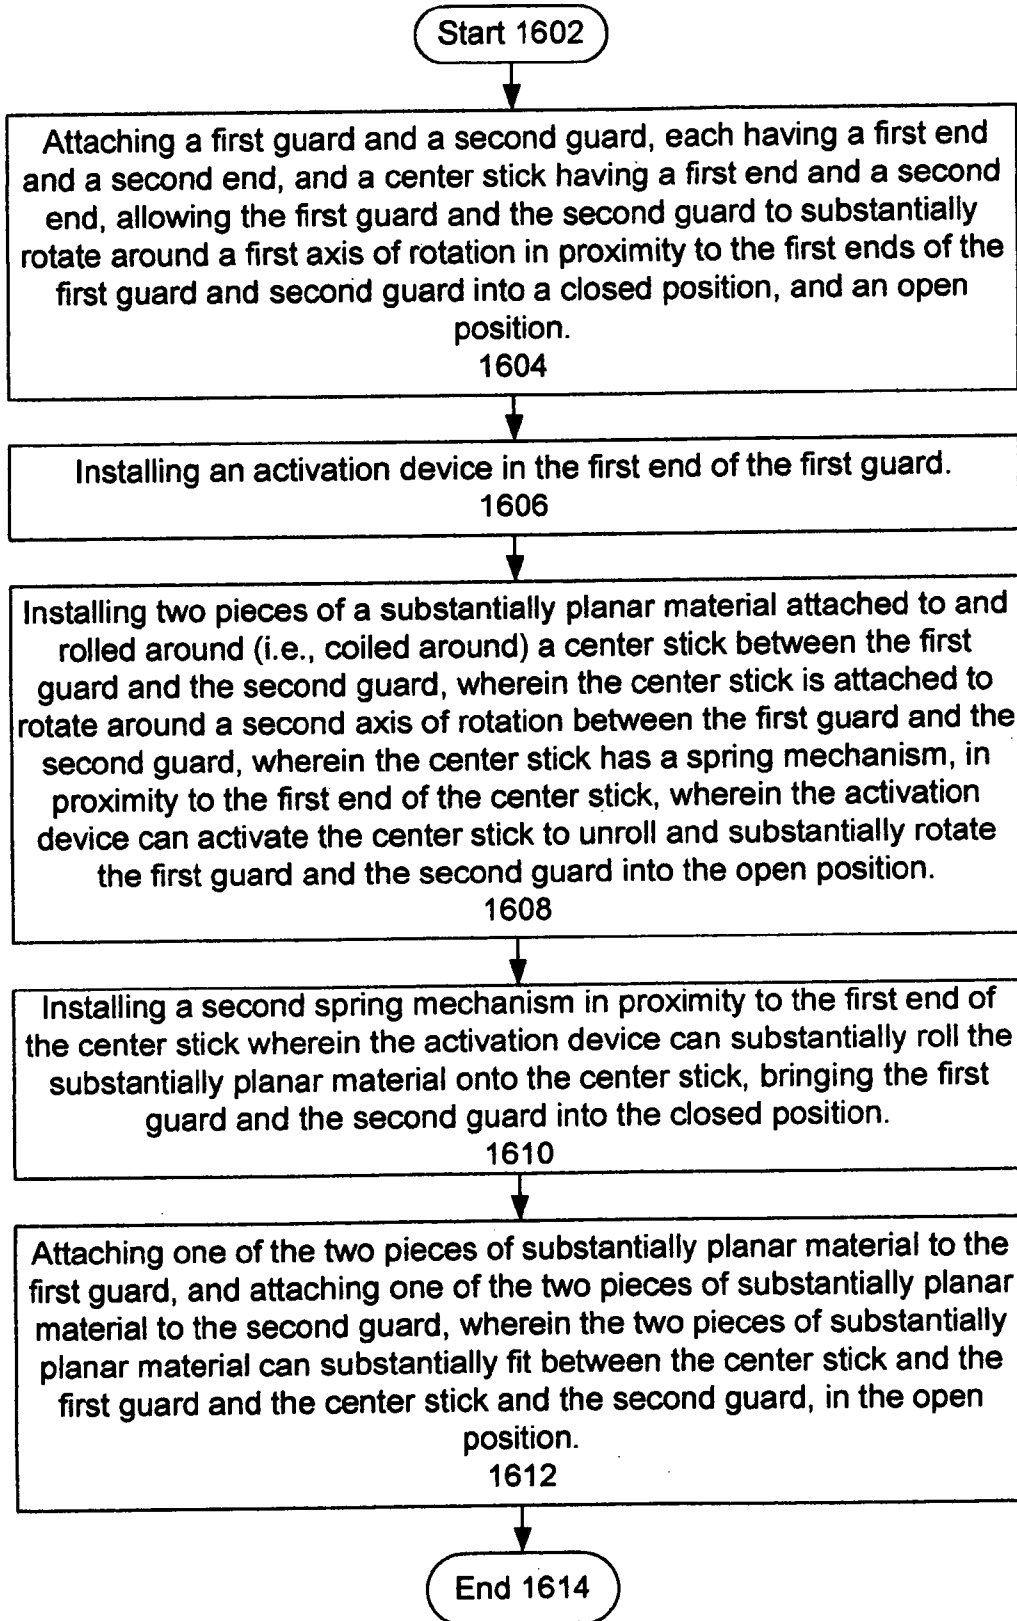 Start 1602
Attaching a first guard and a second guard, each having a first end
and a second end, and a center stick having a first end and a second
end, allowing the first guard and the second guard to substantially
rotate around a first axis of rotation in proximity to the first ends of the
first guard and second guard into a closed position, and an open
position.
1604
Installing an activation device in the first end of the first guard.
1606
Installing two pieces of a substantially planar material attached to and
rolled around (i.e., coiled around) a center stick between the first
guard and the second guard, wherein the center stick is attached to
rotate around a second axis of rotation between the first guard and the
second guard, wherein the center stick has a spring mechanism, in
proximity to the first end of the center stick, wherein the activation
device can activate the center stick to unroll and substantially rotate
the first guard and the second guard into the open position.
1608
Installing a second spring mechanism in proximity to the first end of
the center stick wherein the activation device can substantially roll the
substantially planar material onto the center stick, bringing the first
guard and the second guard into the closed position.
1610
Attaching one of the two pieces of substantially planar material to the
first guard, and attaching one of the two pieces of substantially planar
material to the second guard, wherein the two pieces of substantially
planar material can substantially fit between the center stick and the
first guard and the center stick and the second guard, in the open
position.
1612
End 1614